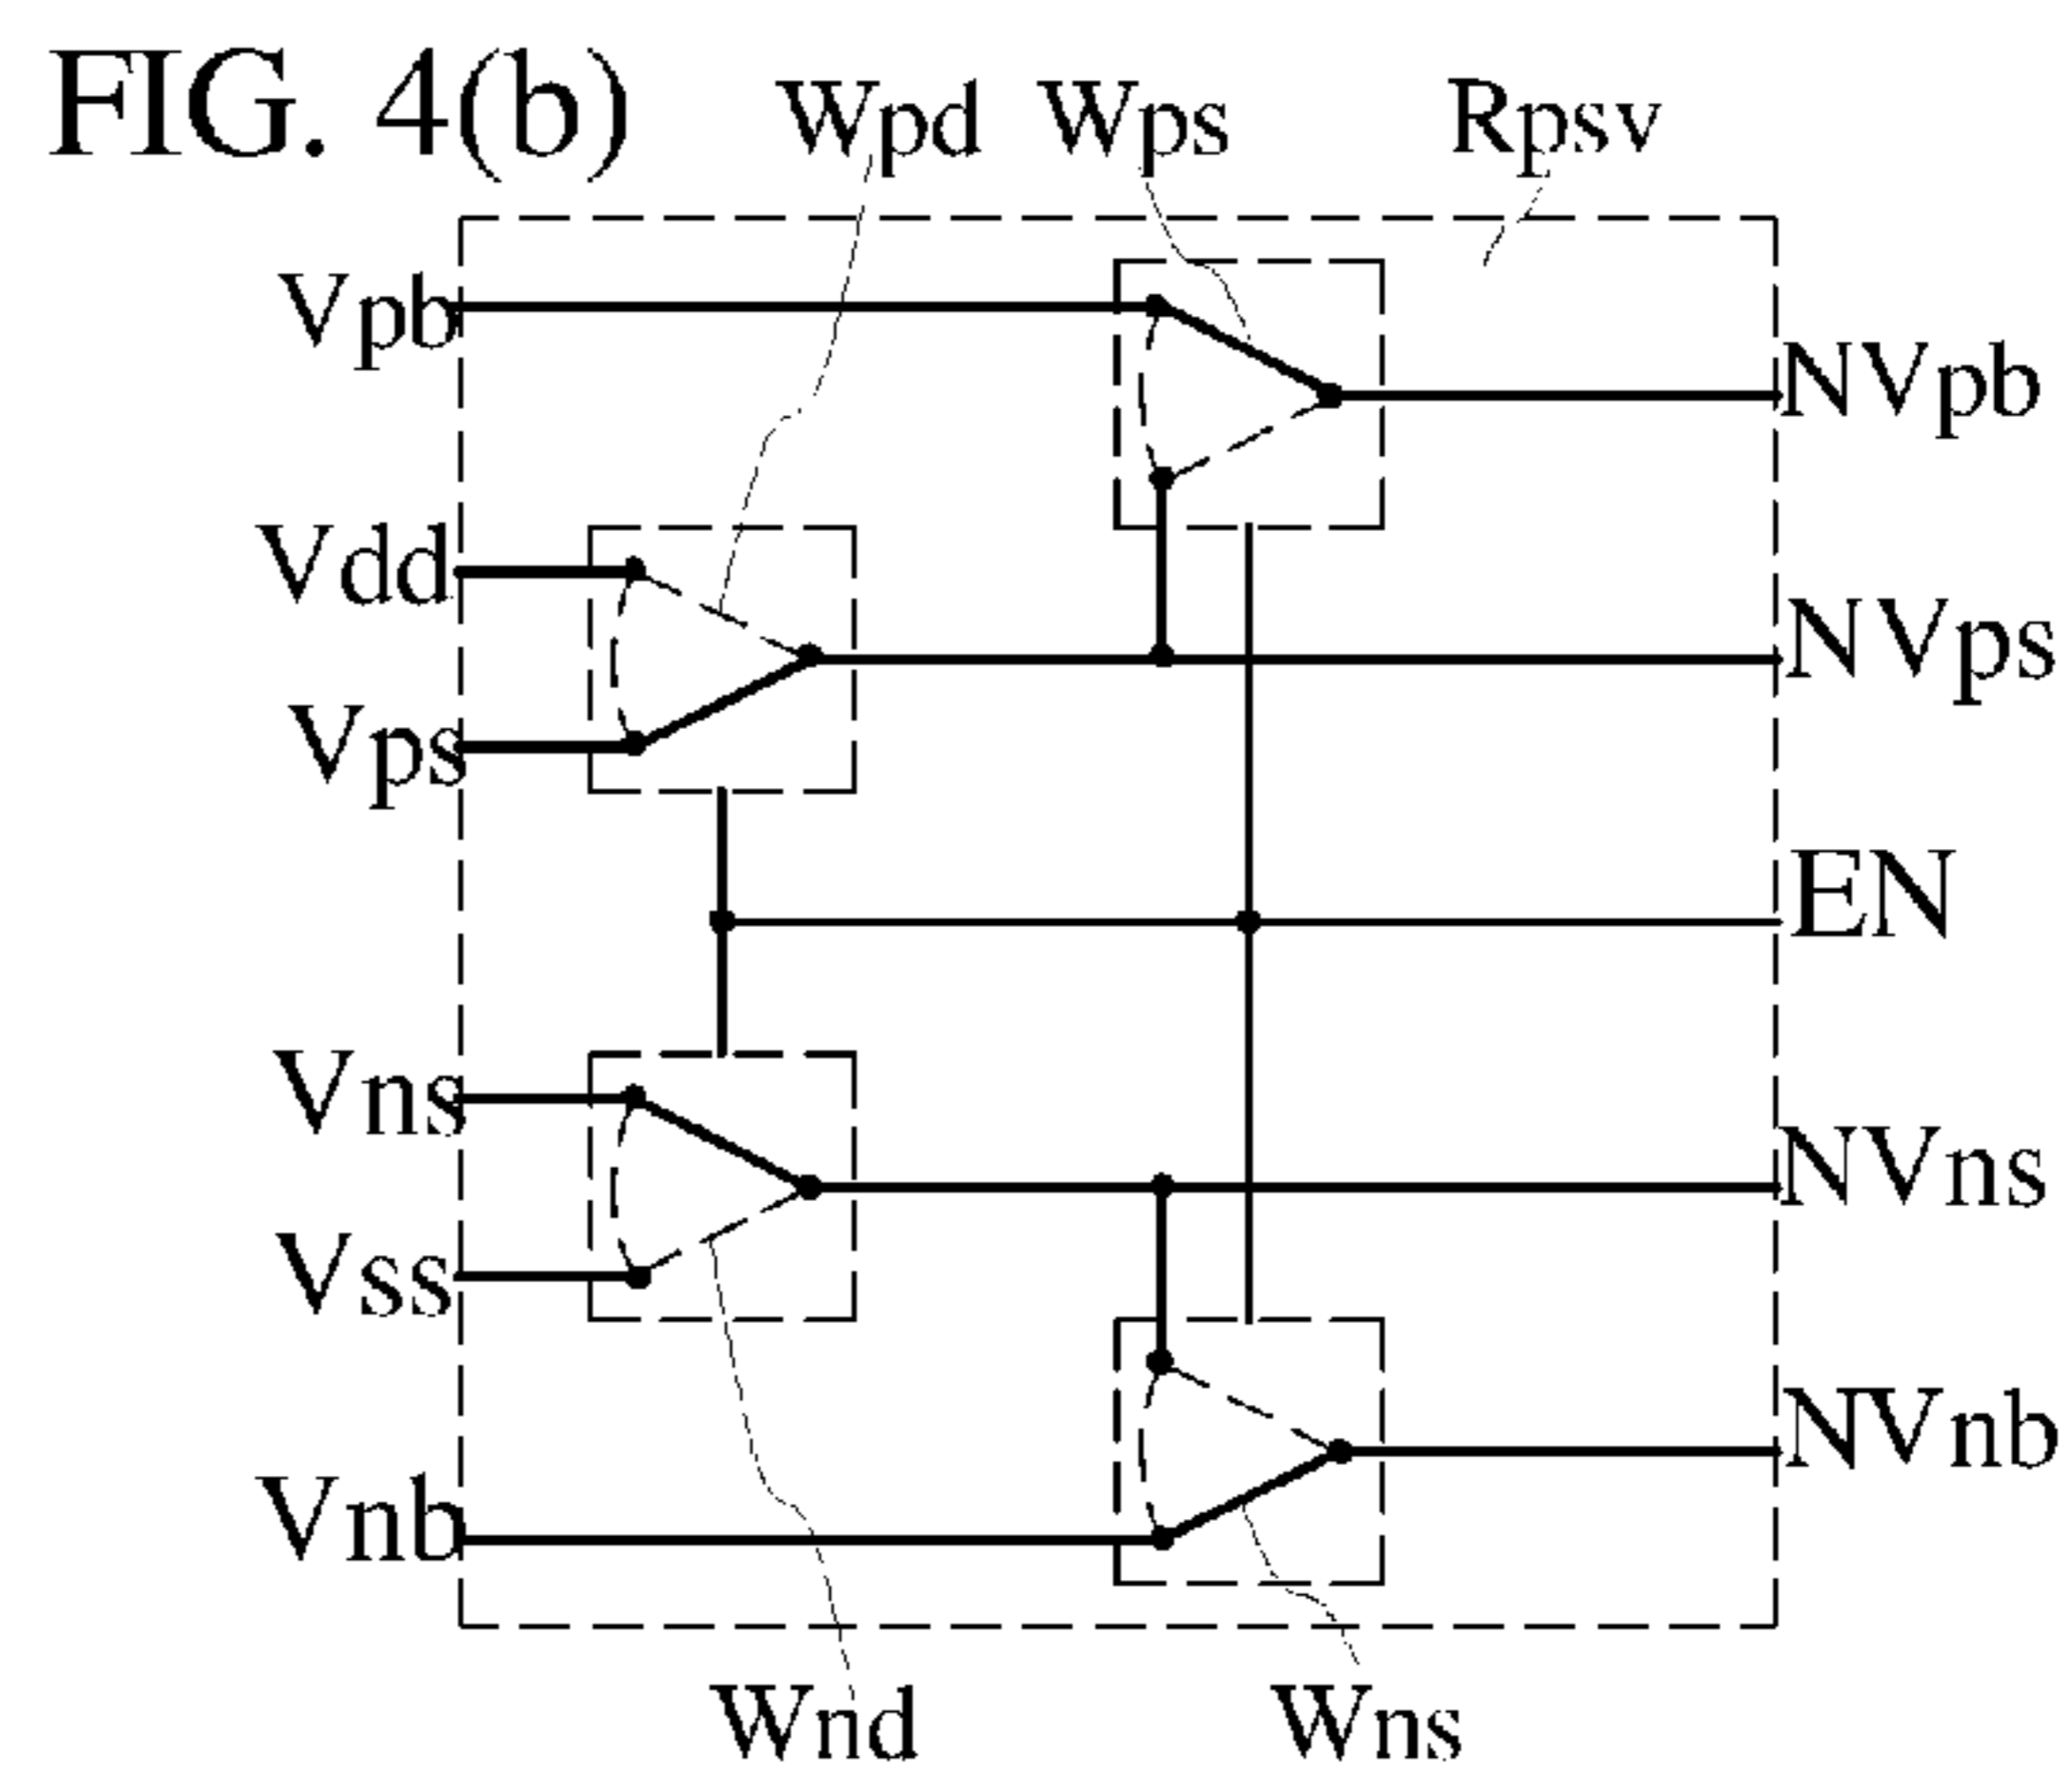 FIG. 4(b)
Wpd Wps Rpsv
Vpb
NVpb
Vdd
NVps
Vps
EN
Vns
NVns
Vss
NVnb
Vnb
Wnd Wns